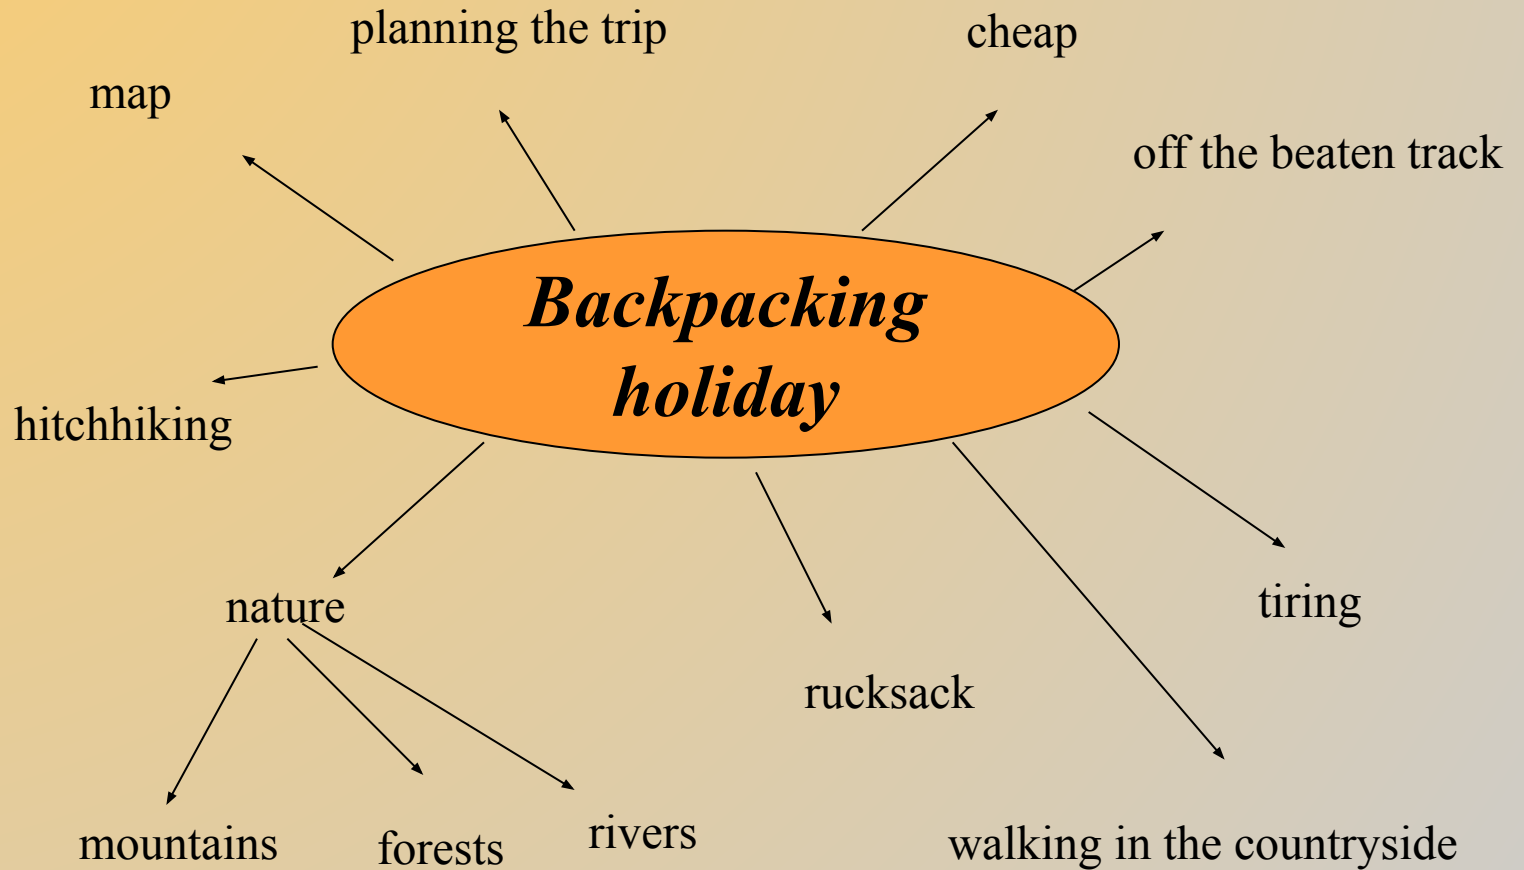 planning the trip
cheap
map
off the beaten track
Backpacking
holiday
hitchhiking
nature
tiring
rucksack
mountains
forests
rivers
walking in the countryside